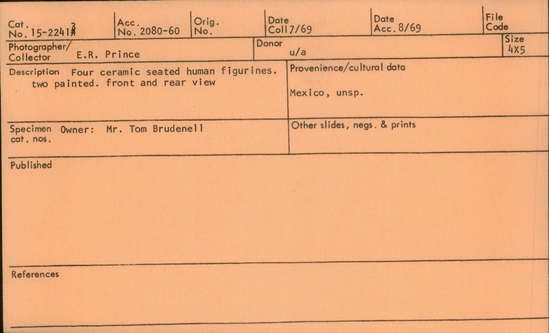 Cat. No. 15-2241 Acc. No. 2080-60 Orig. No. Date Coll 7/69 Date Acc. 8/69 File Code
Photographer/ Collector E.R. Prince Donor u/a Size 4X5
Description Four ceramic seated human figurines.
two painted. front and rear view
Provenience/cultural data
Mexico, unsp.
Specimen cat. nos. Owner: Mr. Tom Brudenell
Other slides, negs. & prints
Published
References